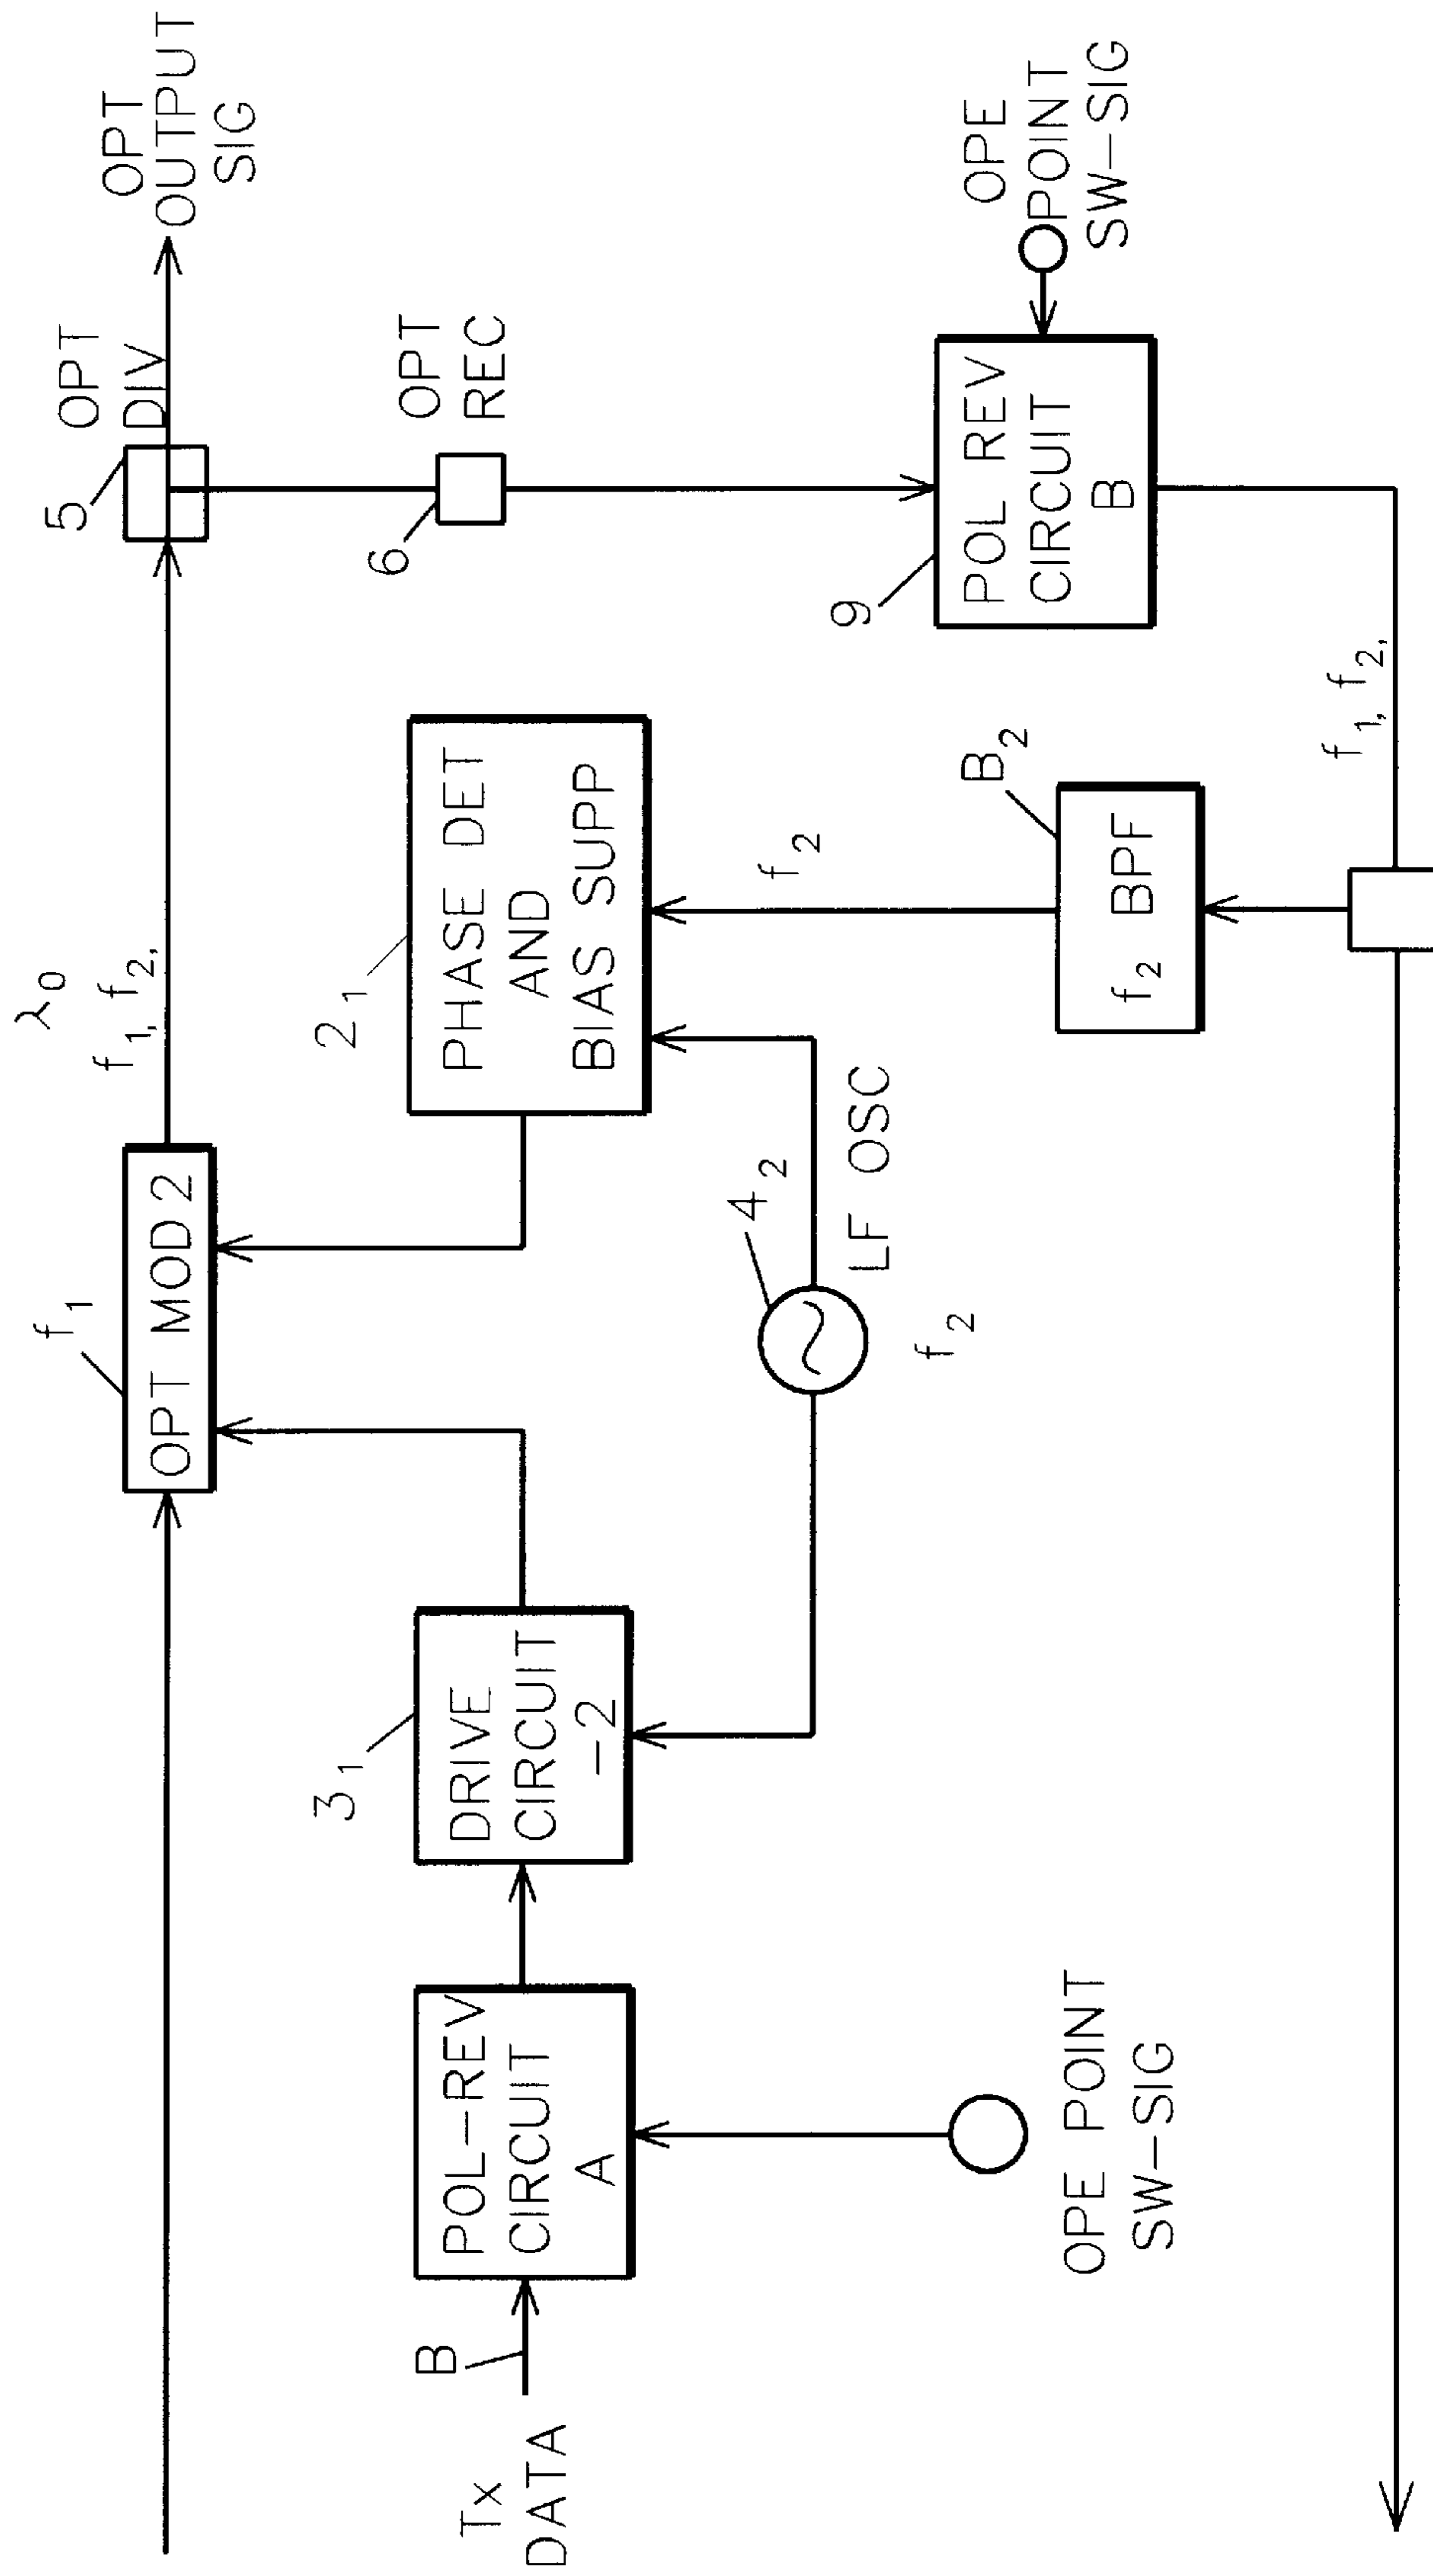 OPT
OUTPUT
SIG
OPT
DIV
5
λ0
f1, f2,
f1
OPT MOD 2
OPT
REC
6
21
PHASE DET
AND
BIAS SUPP
31
DRIVE
CIRCUIT
-2
POL-REV
CIRCUIT
A
B
Tx
DATA
42
LF OSC
f2
f2
OPE
POINT
SW-SIG
9
POL REV
CIRCUIT
B
B2
f2 BPF
OPE POINT
SW-SIG
f1, f2,